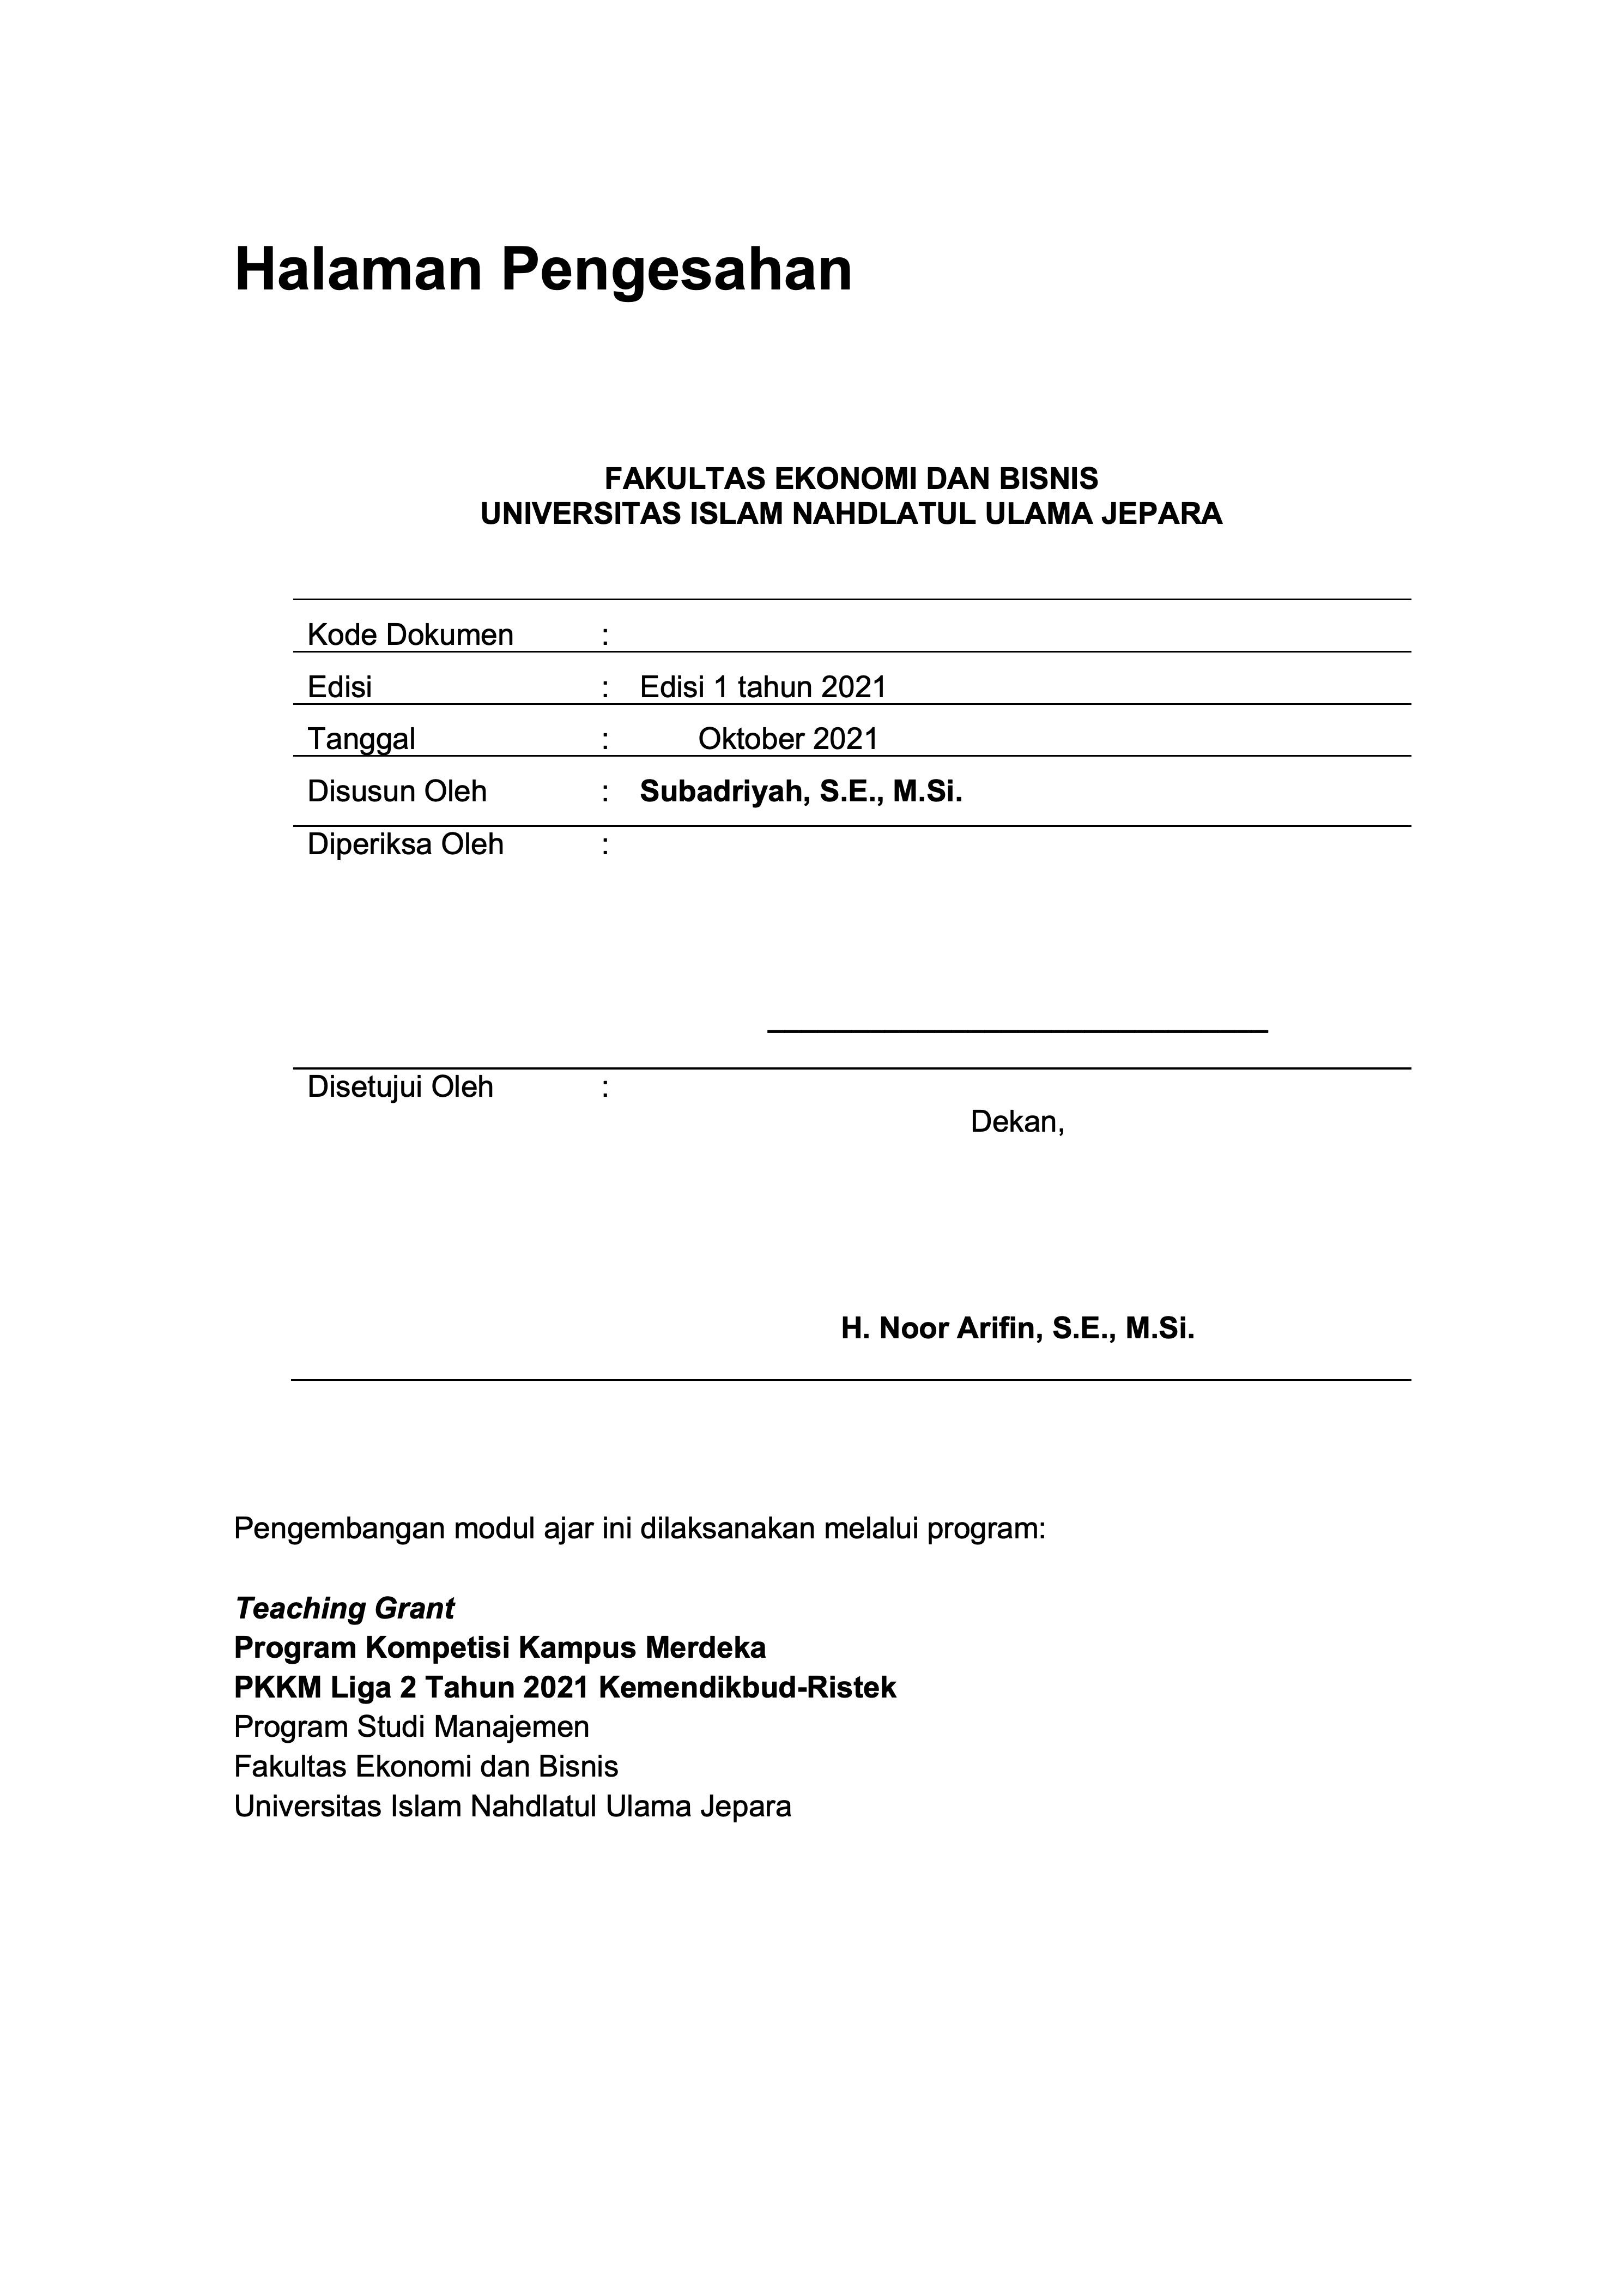 Halaman Pengesahan
FAKULTAS EKONOMI DAN BISNIS
UNIVERSITAS ISLAM NAHDLATUL ULAMA JEPARA
Kode Dokumen :
Edisi : Edisi 1 tahun 2021
Tanggal : Oktober 2021
Disusun Oleh : Subadriyah, S.E., M.Si.
Diperiksa Oleh :
Disetujui Oleh :
Dekan,
H. Noor Arifin, S.E., M.Si.
Pengembangan modul ajar ini dilaksanakan melalui program:
Teaching Grant
Program Kompetisi Kampus Merdeka
PKKM Liga 2 Tahun 2021 Kemendikbud-Ristek
Program Studi Manajemen
Fakultas Ekonomi dan Bisnis
Universitas Islam Nahdlatul Ulama Jepara